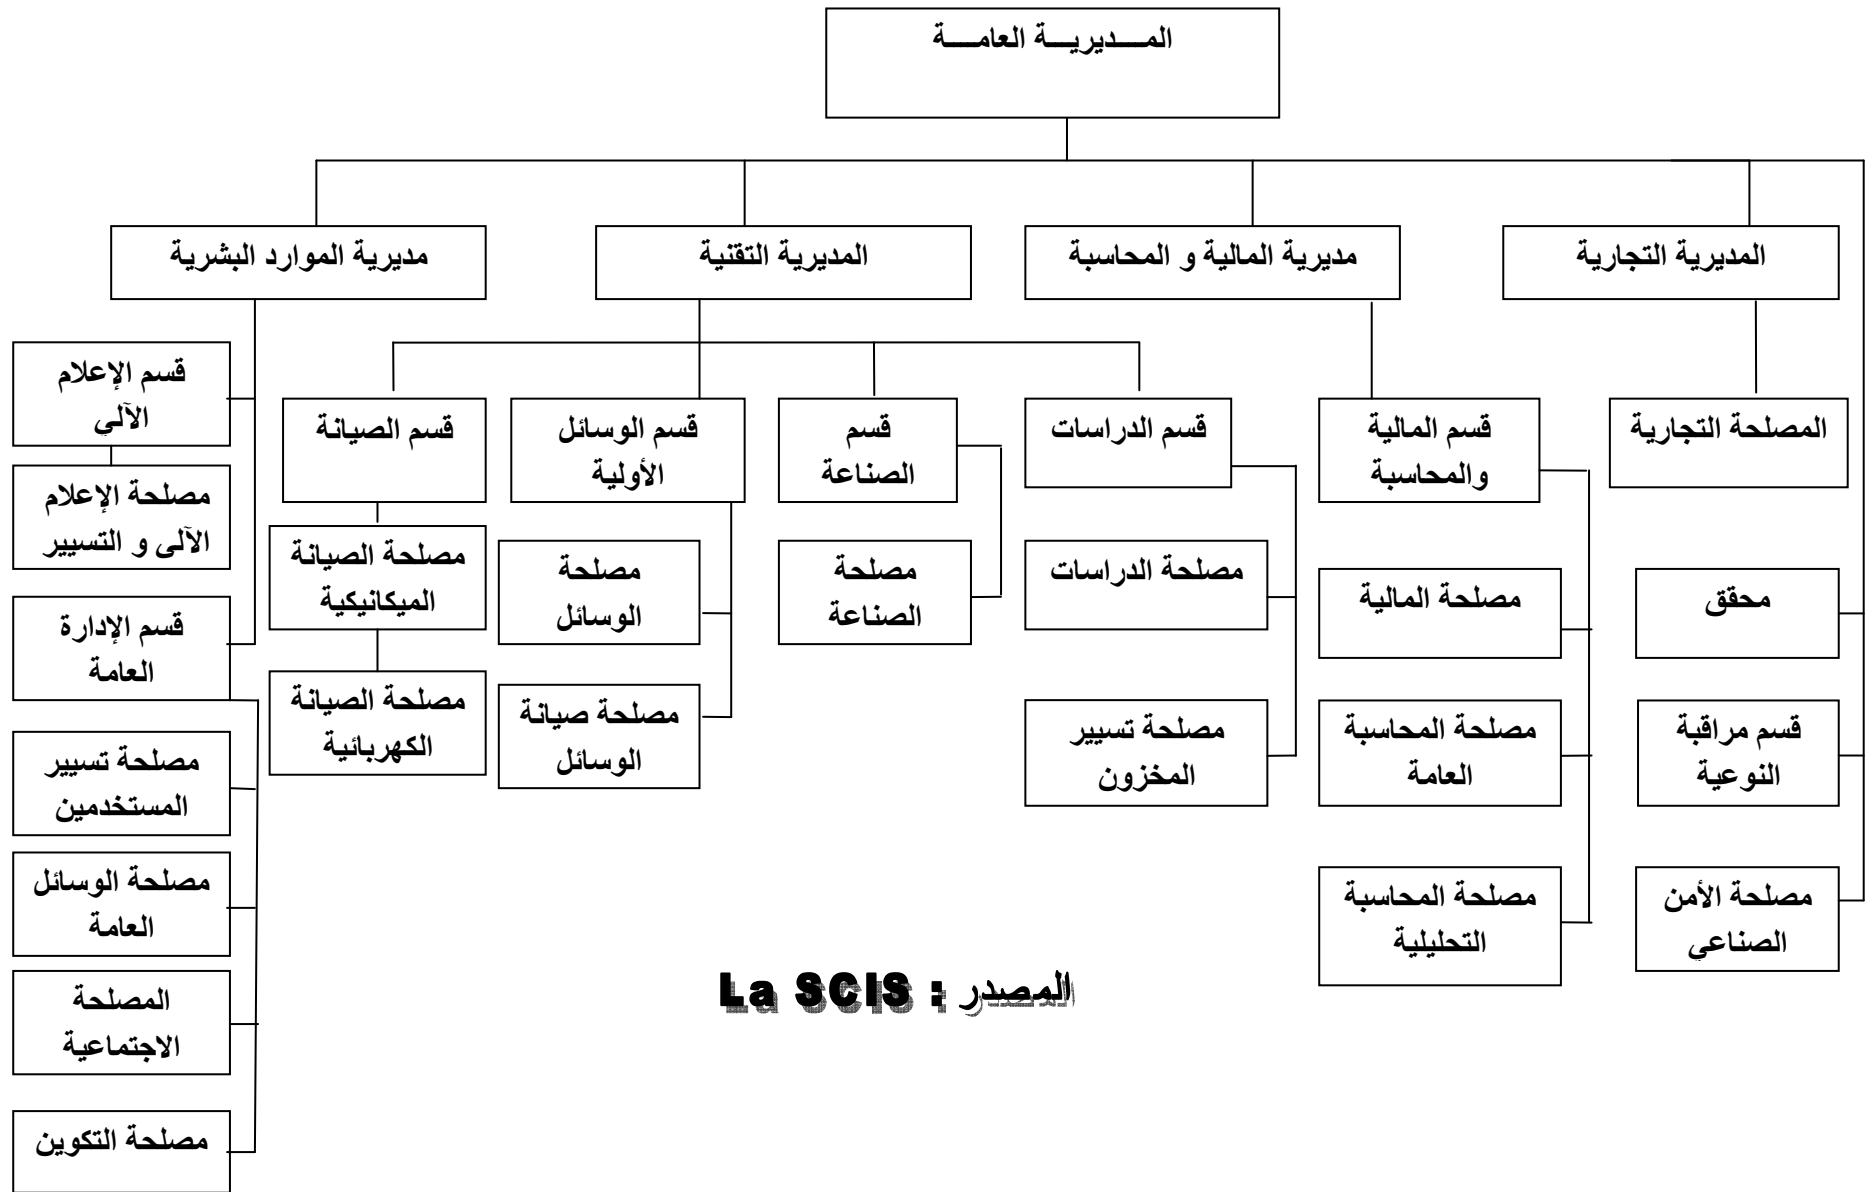 المـــديريـــة العامـــة
المديرية التجارية
مديرية المالية و المحاسبة
المديرية التقنية
مديرية الموارد البشرية
المصلحة التجارية
محقق
قسم مراقبة
النوعية
مصلحة الأمن
الصناعي
قسم المالية
والمحاسبة
مصلحة المالية
مصلحة المحاسبة
العامة
مصلحة المحاسبة
التحليلية
قسم الدراسات
مصلحة الدراسات
مصلحة تسيير
المخزون
قسم
الصناعة
مصلحة
الصناعة
قسم الوسائل
الأولية
مصلحة
الوسائل
مصلحة صيانة
الوسائل
قسم الصيانة
مصلحة الصيانة
الميكانيكية
مصلحة الصيانة
الكهربائية
قسم الإعلام
الآلي
مصلحة الإعلام
الآلي و التسيير
قسم الإدارة
العامة
مصلحة تسيير
المستخدمين
مصلحة الوسائل
العامة
المصلحة
الاجتماعية
مصلحة التكوين
المصدر : La SCIS